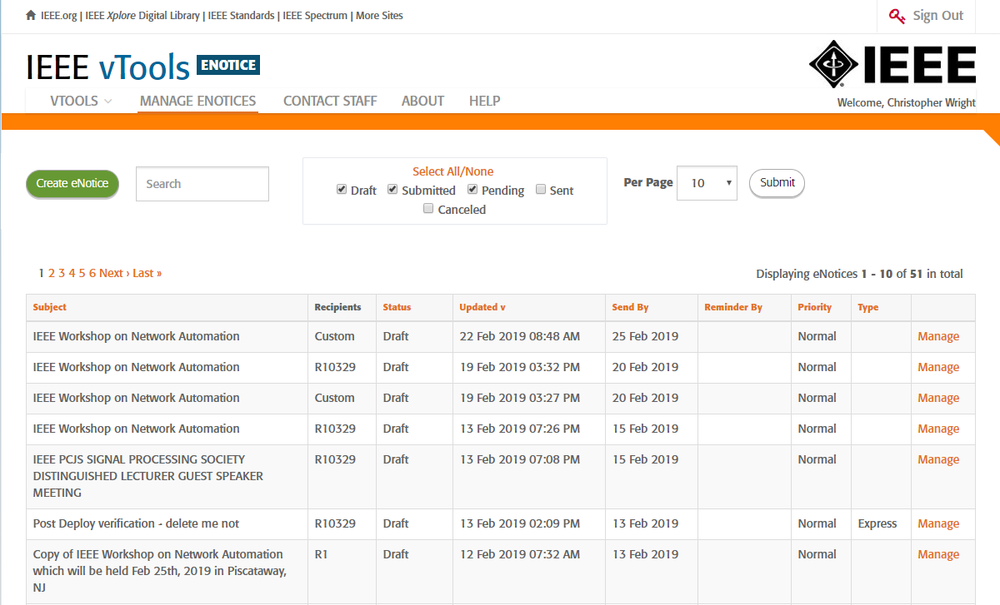 IEEE.org | IEEE Xplore Digital Library | IEEE Standards | IEEE Spectrum | More Sites
Sign Out
IEEE vTools ENOTICE
IEEE
VTOOLS MANAGE ENOTICES CONTACT STAFF ABOUT HELP
Welcome, Christopher Wright
Create eNotice
Search
Select All/None
Draft Submitted Pending Sent
Canceled
Per Page 10 Submit
1 2 3 4 5 6 Next › Last »
Displaying eNotices 1 - 10 of 51 in total
Subject Recipients Status Updated v Send By Reminder By Priority Type
IEEE Workshop on Network Automation Custom Draft 22 Feb 2019 08:48 AM 25 Feb 2019 Normal Manage
IEEE Workshop on Network Automation R10329 Draft 19 Feb 2019 03:32 PM 20 Feb 2019 Normal Manage
IEEE Workshop on Network Automation Custom Draft 19 Feb 2019 03:27 PM 20 Feb 2019 Normal Manage
IEEE Workshop on Network Automation R10329 Draft 13 Feb 2019 07:26 PM 15 Feb 2019 Normal Manage
IEEE PCJS SIGNAL PROCESSING SOCIETY R10329 Draft 13 Feb 2019 07:08 PM 15 Feb 2019 Normal Manage
DISTINGUISHED LECTURER GUEST SPEAKER
MEETING
Post Deploy verification - delete me not R10329 Draft 13 Feb 2019 02:09 PM 13 Feb 2019 Normal Express Manage
Copy of IEEE Workshop on Network Automation R1 Draft 12 Feb 2019 07:32 AM 13 Feb 2019 Normal Manage
which will be held Feb 25th, 2019 in Piscataway,
NJ